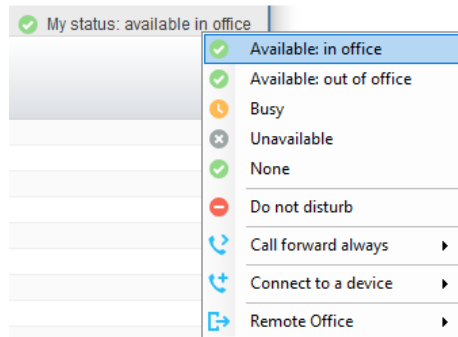 My status: available in office
Available: in office
Available: out of office
Busy
Unavailable
None
Do not disturb
Call forward always
Connect to a device
Remote Office